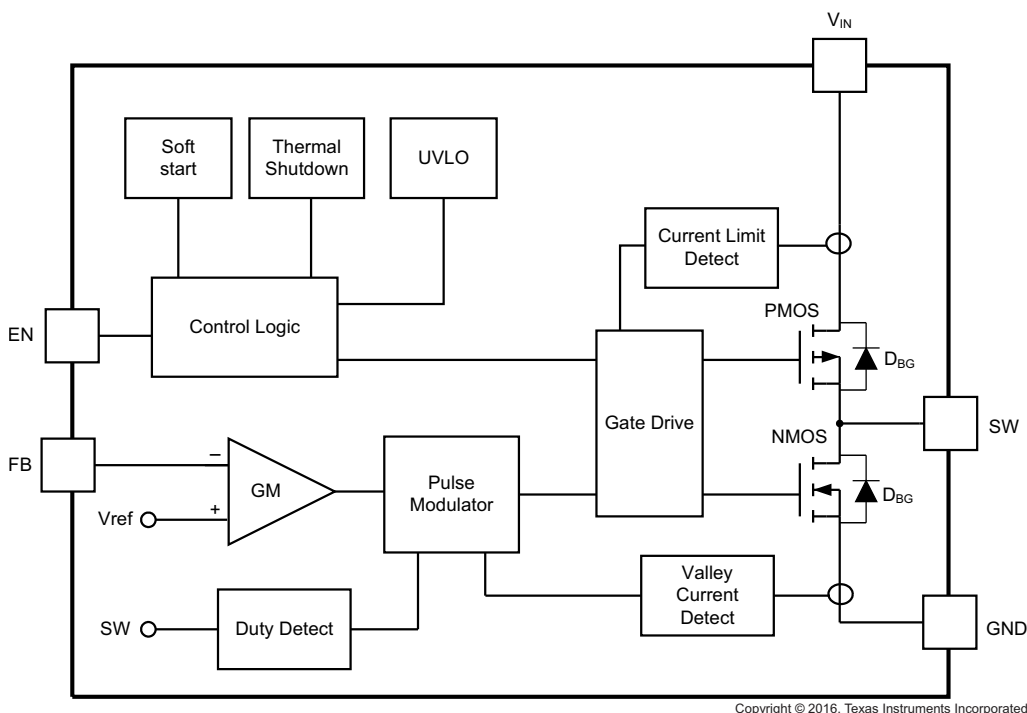 VIN
Soft
start
Thermal
Shutdown
UVLO
Current Limit
Detect
PMOS
EN
Control Logic
DBG
Gate Drive
SW
NMOS
FB
−
GM
Pulse
Modulator
DBG
Vref
+
Valley
Current
Detect
SW
Duty Detect
GND
Copyright © 2016, Texas Instruments Incorporated